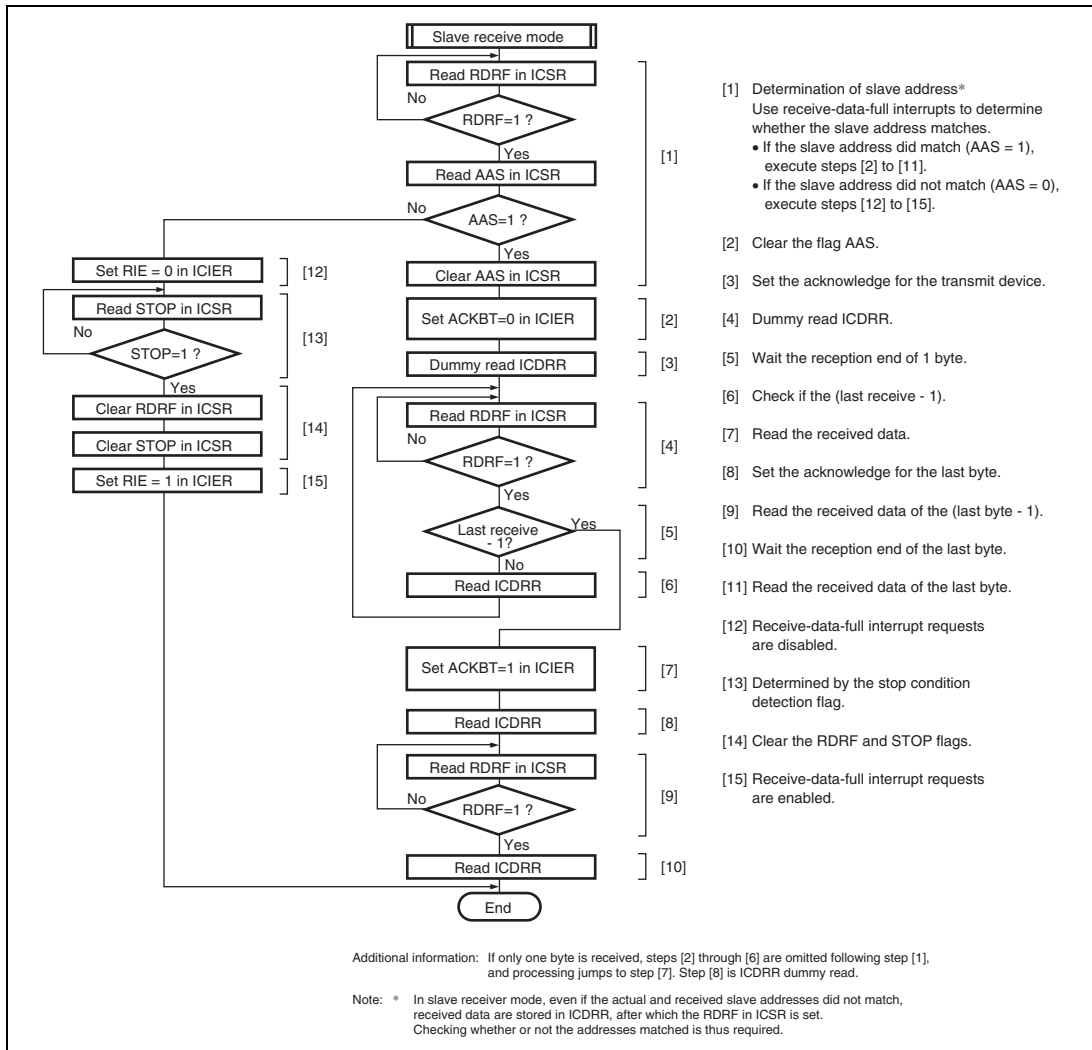 Slave receive mode
Read RDRF in ICSR
No
RDRF=1 ?
Yes
[1]
Read AAS in ICSR
No
AAS=1 ?
Yes
Clear AAS in ICSR
Set RIE = 0 in ICIER
[12]
Read STOP in ICSR
No
STOP=1 ?
[13]
Yes
Clear RDRF in ICSR
Clear STOP in ICSR
[14]
Set RIE = 1 in ICIER
[15]
Set ACKBT=0 in ICIER
[2]
Dummy read ICDRR
[3]
Read RDRF in ICSR
No
RDRF=1 ?
[4]
Yes
Last receive
- 1?
Yes
[5]
No
Read ICDRR
[6]
Set ACKBT=1 in ICIER
[7]
Read ICDRR
[8]
Read RDRF in ICSR
No
RDRF=1 ?
[9]
Yes
Read ICDRR
[10]
End
[1] Determination of slave address*
Use receive-data-full interrupts to determine
whether the slave address matches.
• If the slave address did match (AAS = 1),
execute steps [2] to [11].
• If the slave address did not match (AAS = 0),
execute steps [12] to [15].
[2] Clear the flag AAS.
[3] Set the acknowledge for the transmit device.
[4] Dummy read ICDRR.
[5] Wait the reception end of 1 byte.
[6] Check if the (last receive - 1).
[7] Read the received data.
[8] Set the acknowledge for the last byte.
[9] Read the received data of the (last byte - 1).
[10] Wait the reception end of the last byte.
[11] Read the received data of the last byte.
[12] Receive-data-full interrupt requests
are disabled.
[13] Determined by the stop condition
detection flag.
[14] Clear the RDRF and STOP flags.
[15] Receive-data-full interrupt requests
are enabled.
Additional information: If only one byte is received, steps [2] through [6] are omitted following step [1],
and processing jumps to step [7]. Step [8] is ICDRR dummy read.
Note: * In slave receiver mode, even if the actual and received slave addresses did not match,
received data are stored in ICDRR, after which the RDRF in ICSR is set.
Checking whether or not the addresses matched is thus required.